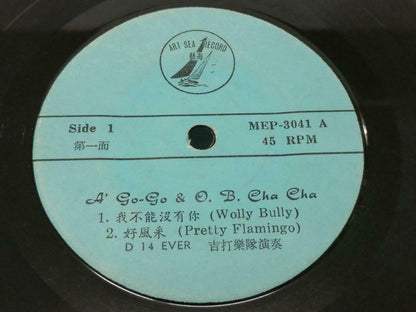 ART SEA RECORD
藝海
Side 1
第一面
MEP-3041 A
45 RPM
A' Go-Go & O. B. Cha Cha
1. 我不能沒有你 (Wolly Bully)
2. 好風采 (Pretty Flamingo)
D 14 EVER 吉打樂隊演奏